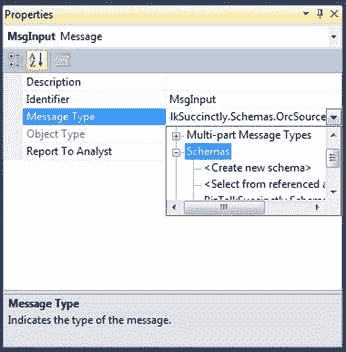 Properties
MsgInput Message
Description
Identifier MsgInput
Message Type lkSuccinctly.Schemas.OrcSource
Object Type
Report To Analyst
Multi-part Message Types
Schemas
<Create new schema>
<Select from referenced a
BizTalkSuccinctly.Schem
Message Type
Indicates the type of the message.